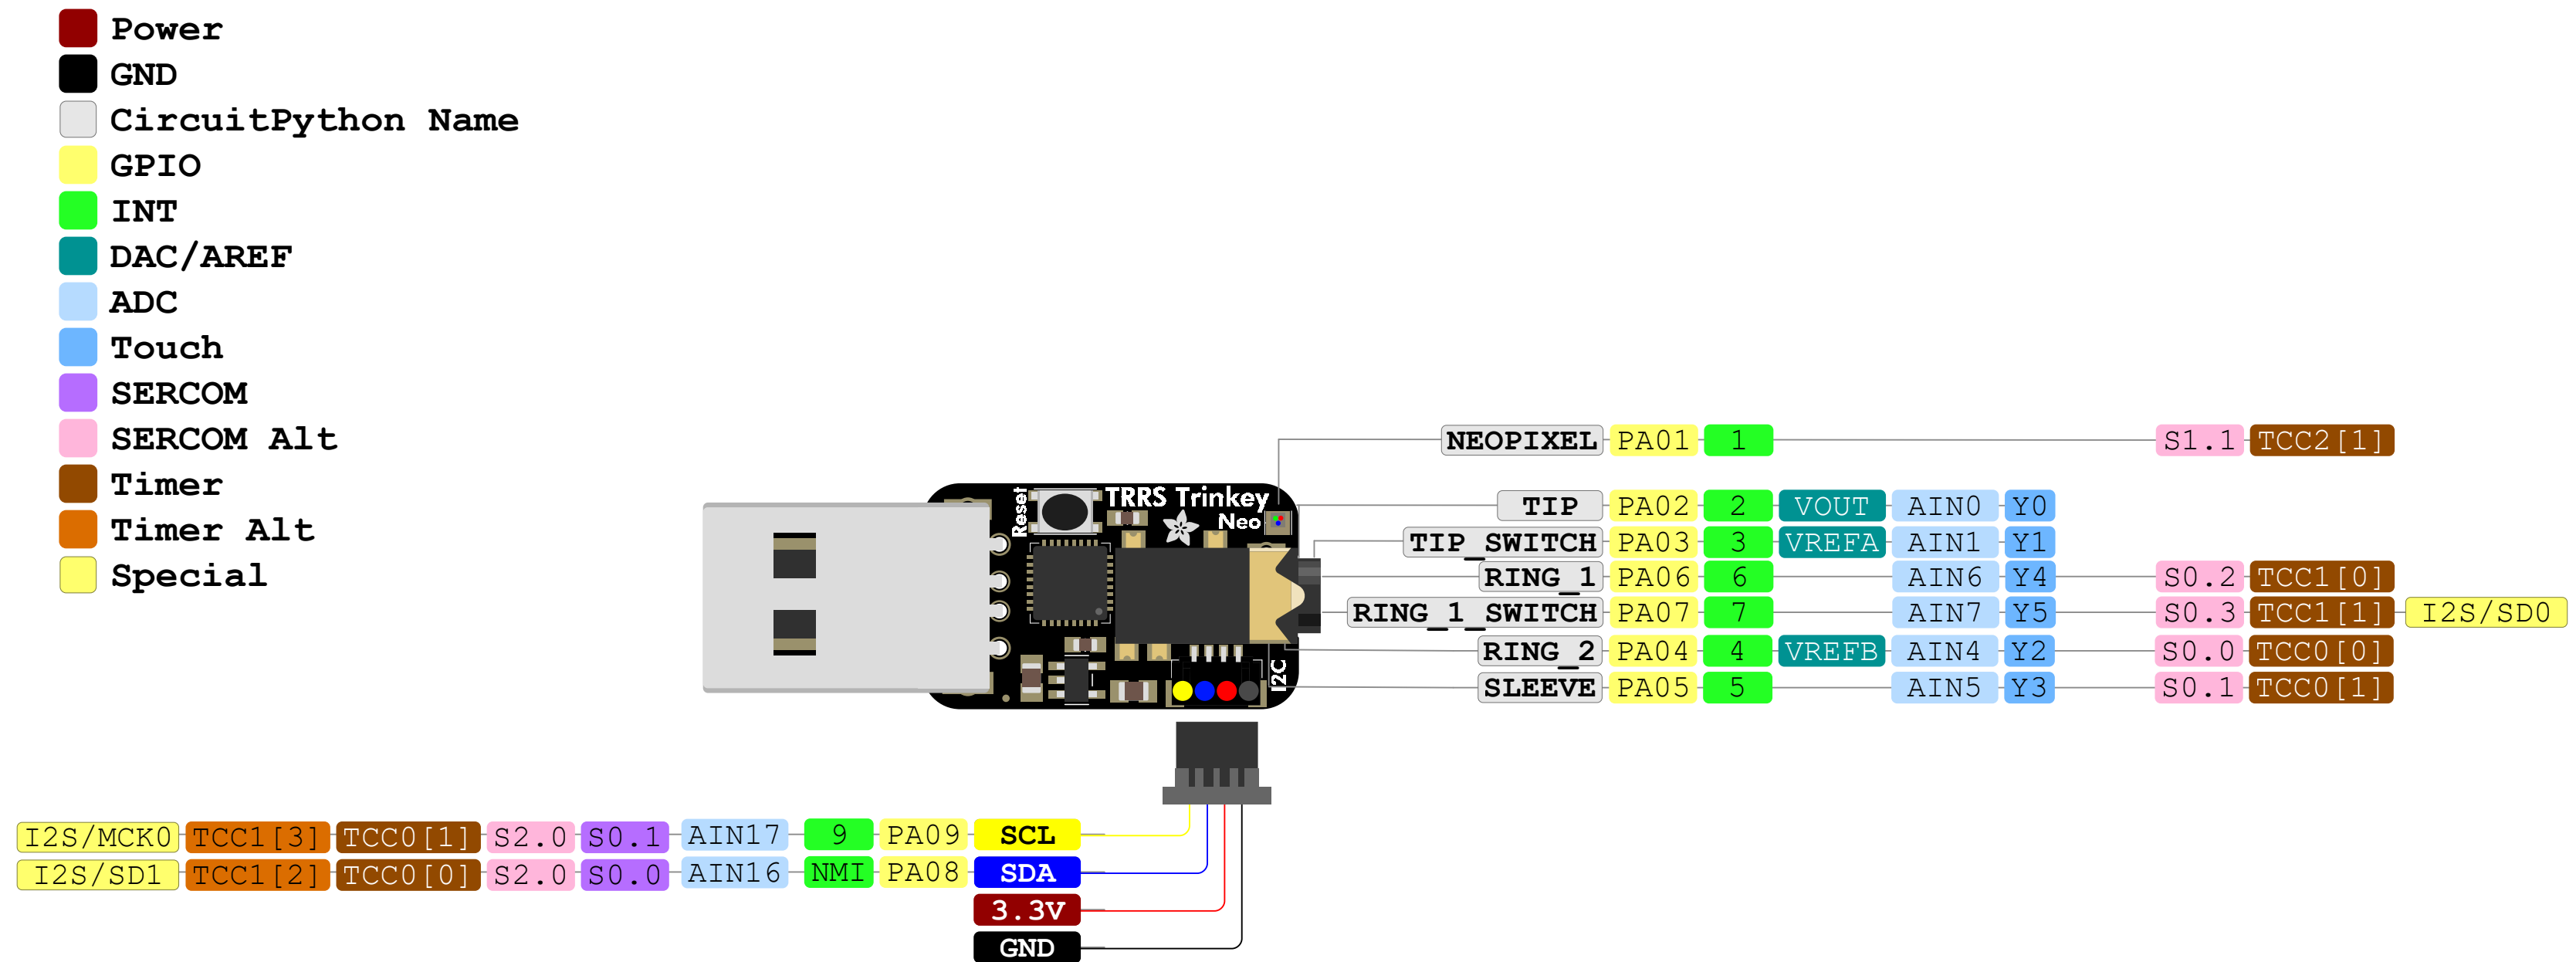 Power
GND
CircuitPython Name
GPIO
INT
DAC/AREF
ADC
Touch
SERCOM
SERCOM Alt
Timer
Timer Alt
Special
NEOPIXEL PA01 1 S1.1 TCC2[1]
TIP PA02 2 VOUT AIN0 Y0
TIP_SWITCH PA03 3 VREFA AIN1 Y1
RING_1 PA06 6 AIN6 Y4 S0.2 TCC1[0]
RING_1_SWITCH PA07 7 AIN7 Y5 S0.3 TCC1[1] I2S/SD0
RING_2 PA04 4 VREFB AIN4 Y2 S0.0 TCC0[0]
SLEEVE PA05 5 AIN5 Y3 S0.1 TCC0[1]
Reset
TRRS Trinkey
Neo
I2C
I2S/MCK0 TCC1[3] TCC0[1] S2.0 S0.1 AIN17 9 PA09 SCL
I2S/SD1 TCC1[2] TCC0[0] S2.0 S0.0 AIN16 NMI PA08 SDA
3.3V
GND